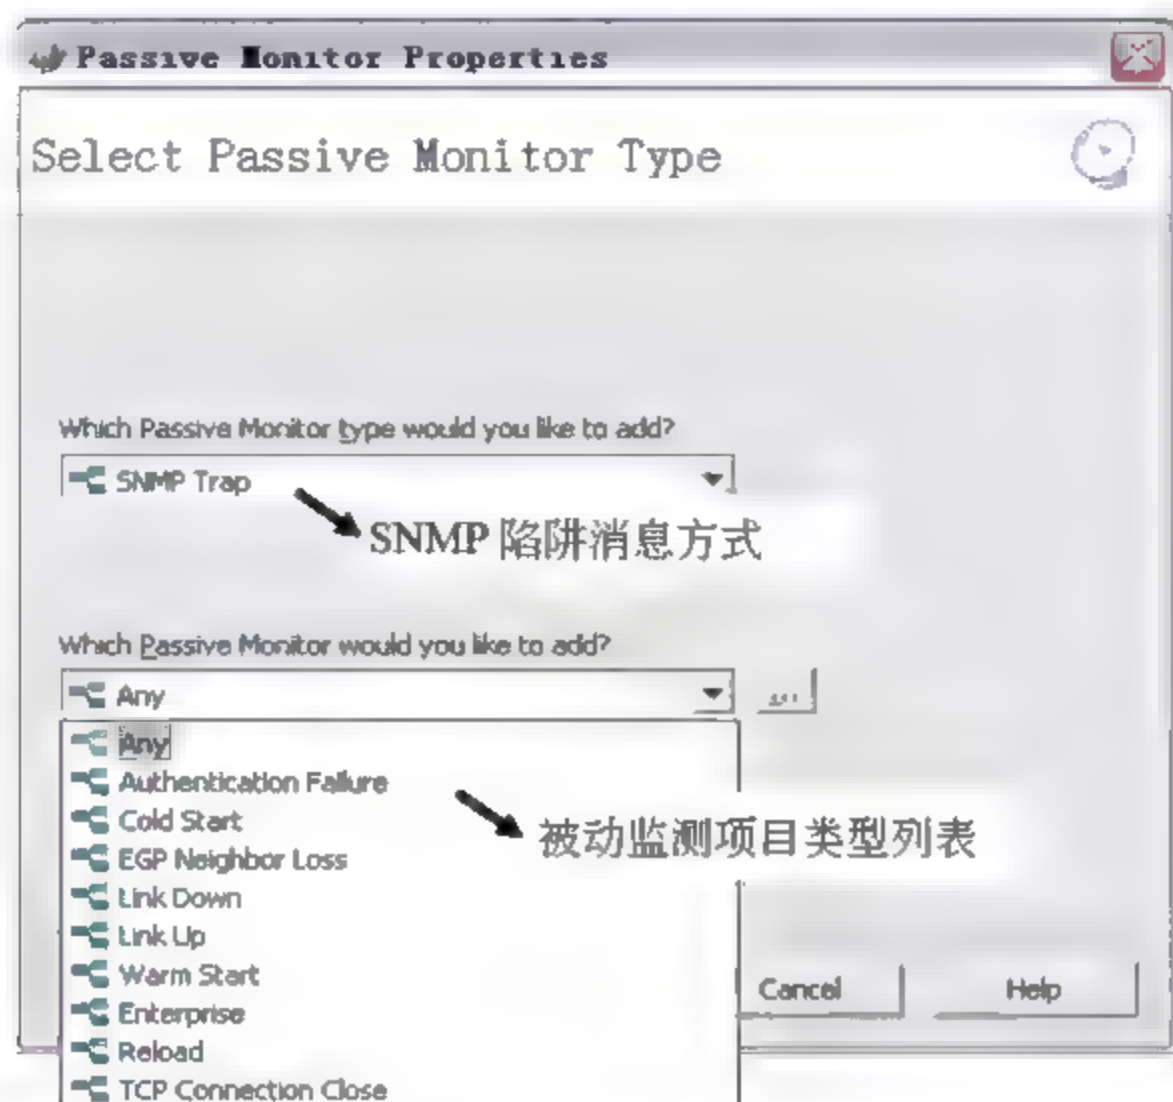 Passive Monitor Properties
Select Passive Monitor Type
Which Passive Monitor type would you like to add?
SNMP Trap
SNMP 陷阱消息方式
Which Passive Monitor would you like to add?
Any
...
Any
Authentication Failure
Cold Start
被动监测项目类型列表
EGP Neighbor Loss
Link Down
Link Up
Warm Start
Cancel
Help
Enterprise
Reload
TCP Connection Close